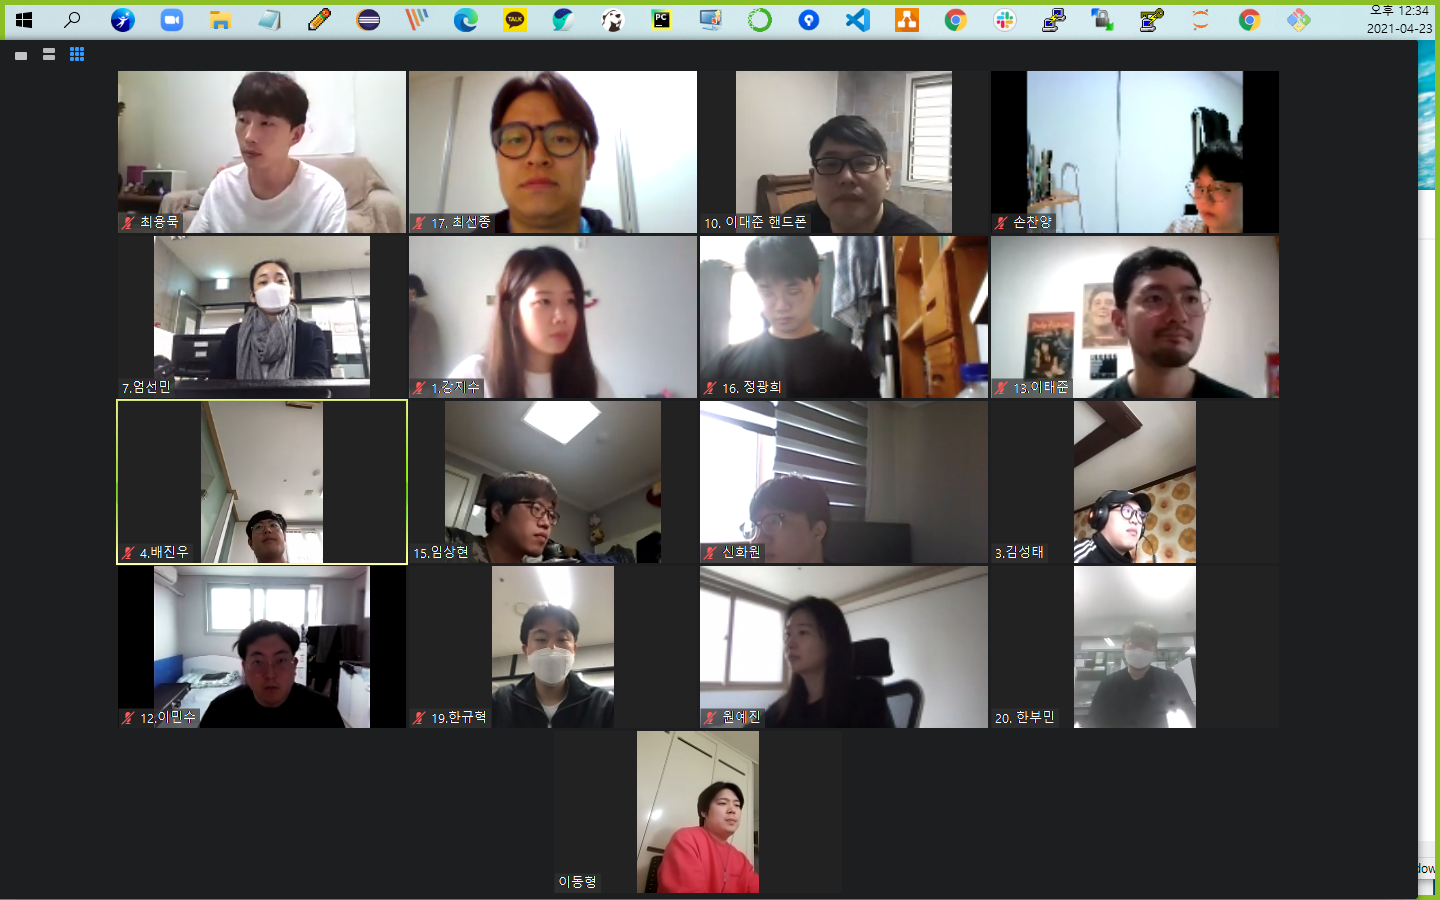 오후 12:34
2021-04-23
TALK
PC
최용묵
17. 최선종
10. 이대준 핸드폰
손찬양
7.엄선민
1.강지수
16. 정광희
13.이태준
4.배진우
15.임상현
신화원
3.김성태
12.이민수
19.한규혁
원예진
20. 한부민
이동형
dow